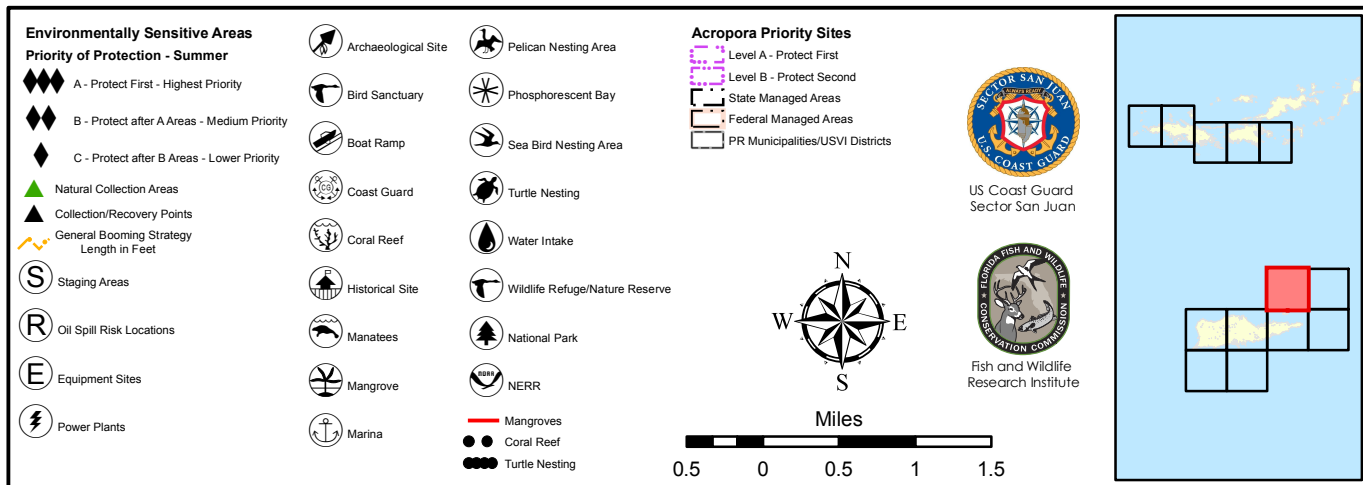 Environmentally Sensitive Areas
Priority of Protection - Summer
A - Protect First - Highest Priority
B - Protect after A Areas - Medium Priority
C - Protect after B Areas - Lower Priority
Natural Collection Areas
Collection/Recovery Points
General Booming Strategy
Length in Feet
S
Staging Areas
R
Oil Spill Risk Locations
E
Equipment Sites
Power Plants
Archaeological Site
Bird Sanctuary
Boat Ramp
CG
Coast Guard
Coral Reef
Historical Site
Manatees
Mangrove
Marina
Pelican Nesting Area
Phosphorescent Bay
Sea Bird Nesting Area
Turtle Nesting
Water Intake
Wildlife Refuge/Nature Reserve
National Park
NERR
Mangroves
Coral Reef
Turtle Nesting
Acropora Priority Sites
Level A - Protect First
Level B - Protect Second
State Managed Areas
Federal Managed Areas
PR Municipalities/USVI Districts
N
W
E
S
Miles
0.5 0 0.5 1 1.5
SECTOR SAN JUAN
ALWAYS READY
U.S. COAST GUARD
US Coast Guard
Sector San Juan
FLORIDA FISH AND WILDLIFE
CONSERVATION COMMISSION
Fish and Wildlife
Research Institute